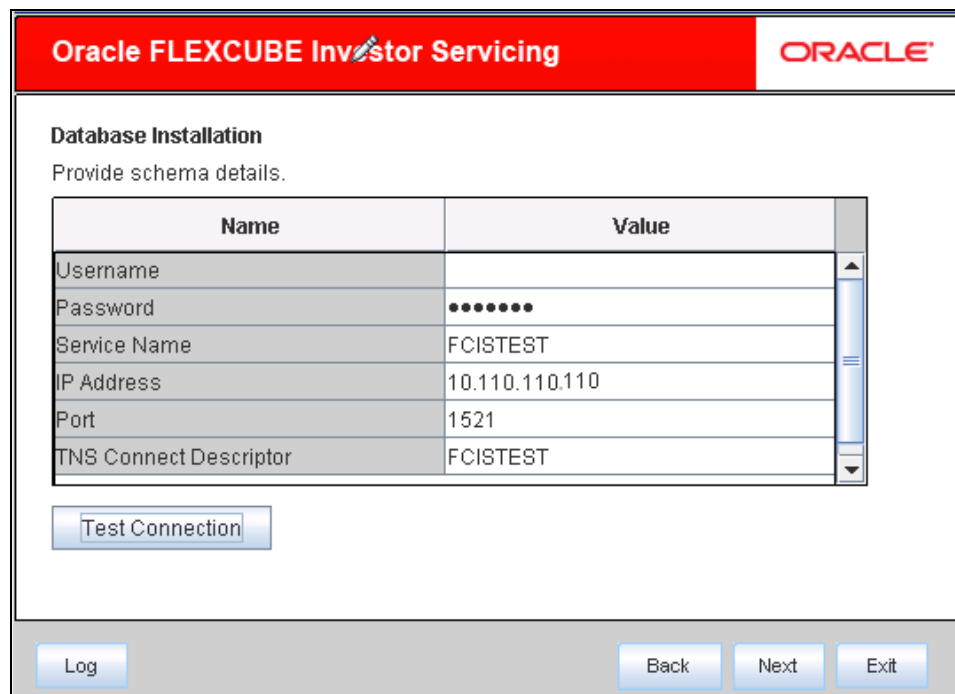 Oracle FLEXCUBE Investor Servicing
ORACLE
Database Installation
Provide schema details.
Name Value
Username
Password •••••••
Service Name FCISTEST
IP Address 10.110.110.110
Port 1521
TNS Connect Descriptor FCISTEST
Test Connection
Log Back Next Exit